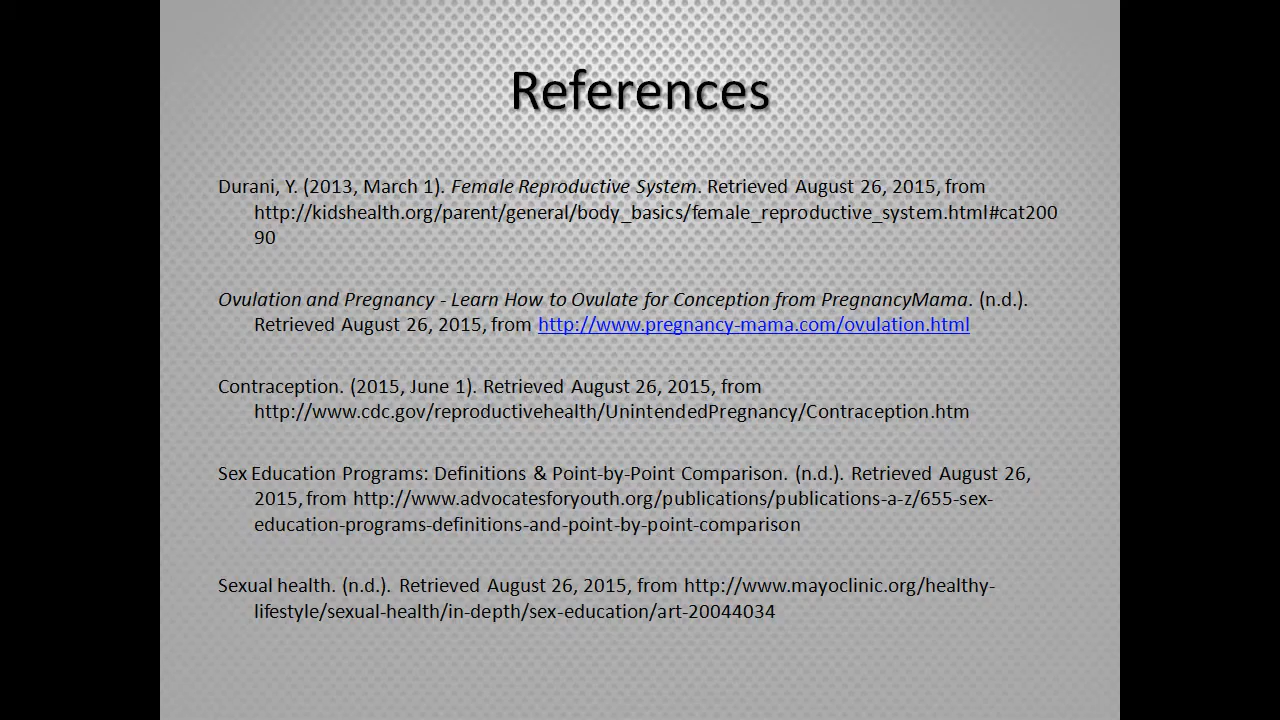 References
Durani, Y. (2013, March 1). Female Reproductive System. Retrieved August 26, 2015, from
http://kidshealth.org/parent/general/body_basics/female_reproductive_system.html#cat200
90
Ovulation and Pregnancy - Learn How to Ovulate for Conception from PregnancyMama. (n.d.).
Retrieved August 26, 2015, from http://www.pregnancy-mama.com/ovulation.html
Contraception. (2015, June 1). Retrieved August 26, 2015, from
http://www.cdc.gov/reproductivehealth/UnintendedPregnancy/Contraception.htm
Sex Education Programs: Definitions & Point-by-Point Comparison. (n.d.). Retrieved August 26,
2015, from http://www.advocatesforyouth.org/publications/publications-a-z/655-sex-
education-programs-definitions-and-point-by-point-comparison
Sexual health. (n.d.). Retrieved August 26, 2015, from http://www.mayoclinic.org/healthy-
lifestyle/sexual-health/in-depth/sex-education/art-20044034